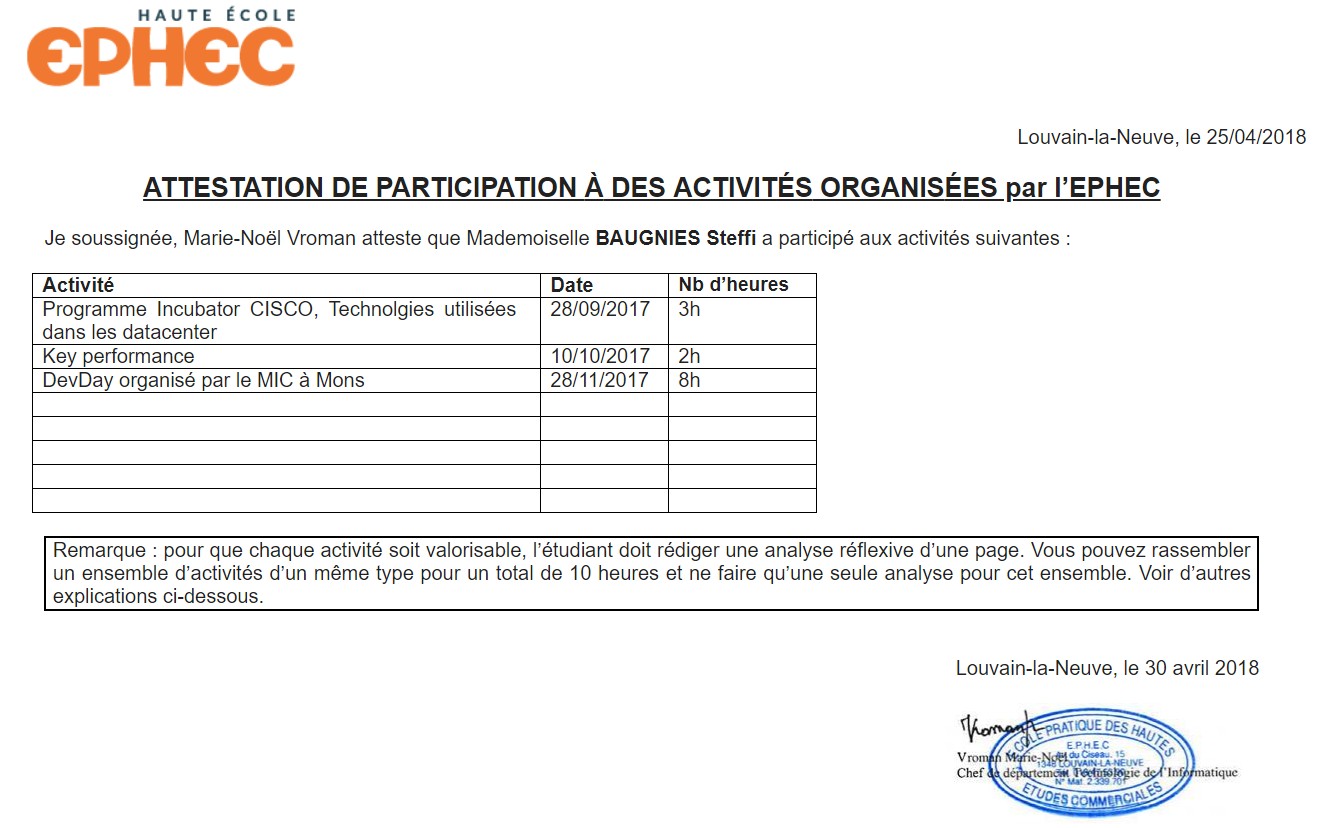 HAUTE ÉCOLE
EPHEC
Louvain-la-Neuve, le 25/04/2018
ATTESTATION DE PARTICIPATION À DES ACTIVITÉS ORGANISÉES par l’EPHEC
Je soussignée, Marie-Noël Vroman atteste que Mademoiselle BAUGNIES Steffi a participé aux activités suivantes :
Activité Date Nb d’heures
Programme Incubator CISCO, Technolgies utilisées 28/09/2017 3h
dans les datacenter
Key performance 10/10/2017 2h
DevDay organisé par le MIC à Mons 28/11/2017 8h
Remarque : pour que chaque activité soit valorisable, l’étudiant doit rédiger une analyse réflexive d’une page. Vous pouvez rassembler
un ensemble d’activités d’un même type pour un total de 10 heures et ne faire qu’une seule analyse pour cet ensemble. Voir d’autres
explications ci-dessous.
Louvain-la-Neuve, le 30 avril 2018
Vroman
ECOLE PRATIQUE DES HAUTES
E.P.H.E.C
du Ciseau, 15
1348 LOUVAIN-LA-NEUVE
N° Mat. 2.339.701
ETUDES COMMERCIALES
Vroman Marie-Noël
Chef de département Technologie de l’Informatique